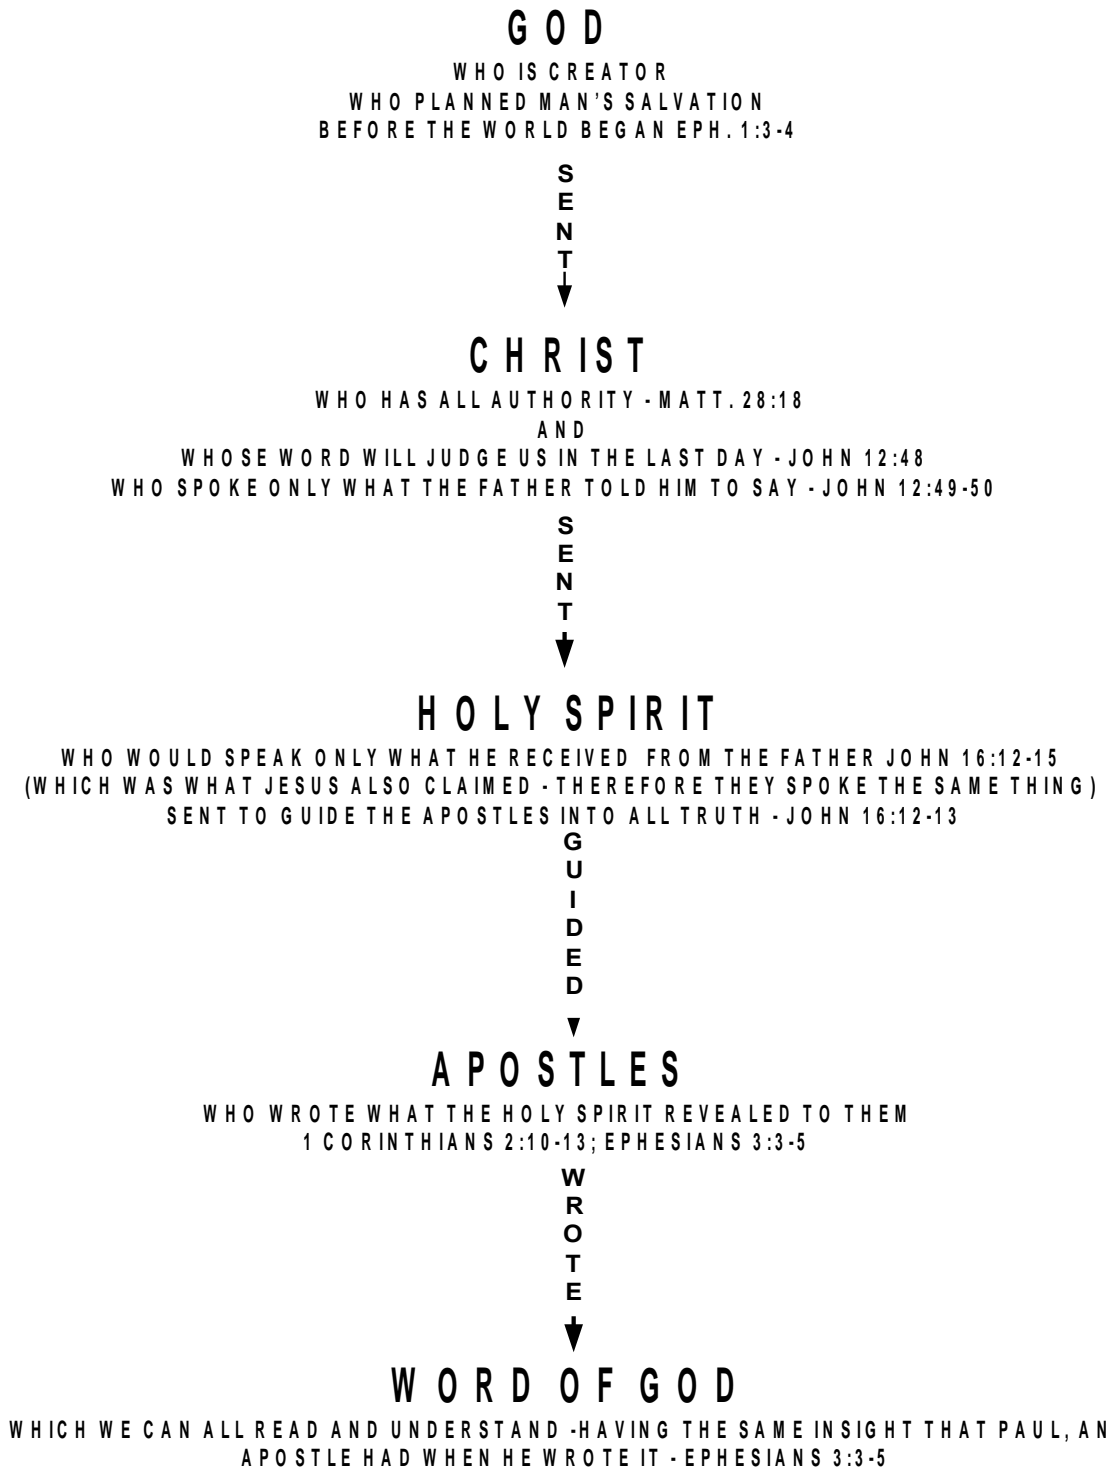 GOD
WHO IS CREATOR
WHO PLANNED MAN'S SALVATION
BEFORE THE WORLD BEGAN EPH. 1:3-4
SENT
CHRIST
WHO HAS ALL AUTHORITY - MATT. 28:18
AND
WHOSE WORD WILL JUDGE US IN THE LAST DAY - JOHN 12:48
WHO SPOKE ONLY WHAT THE FATHER TOLD HIM TO SAY - JOHN 12:49-50
SENT
HOLY SPIRIT
WHO WOULD SPEAK ONLY WHAT HE RECEIVED FROM THE FATHER JOHN 16:12-15
(WHICH WAS WHAT JESUS ALSO CLAIMED - THEREFORE THEY SPOKE THE SAME THING)
SENT TO GUIDE THE APOSTLES INTO ALL TRUTH - JOHN 16:12-13
GUIDED
APOSTLES
WHO WROTE WHAT THE HOLY SPIRIT REVEALED TO THEM
1 CORINTHIANS 2:10-13; EPHESIANS 3:3-5
WROTE
WORD OF GOD
WHICH WE CAN ALL READ AND UNDERSTAND -HAVING THE SAME INSIGHT THAT PAUL, AN
APOSTLE HAD WHEN HE WROTE IT - EPHESIANS 3:3-5